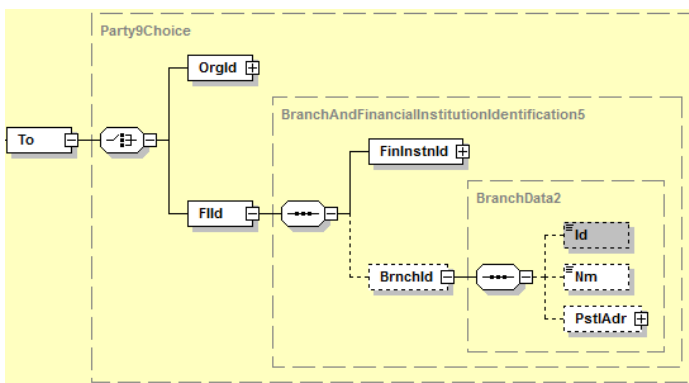 Party9Choice
OrgId
BranchAndFinancialInstitutionIdentification5
To
FinInstnId
BranchData2
FIId
Id
BrnchId
Nm
PstlAdr